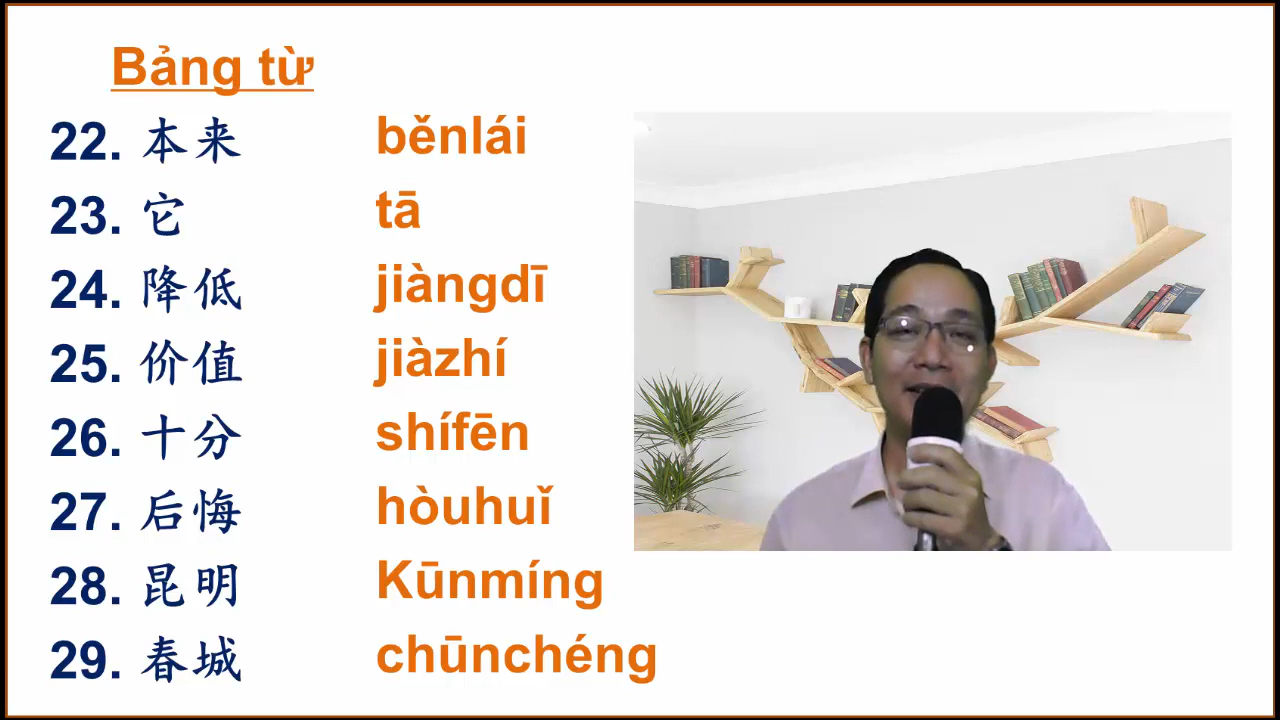 Bảng từ
22. 本来 běnlái
23. 它 tā
24. 降低 jiàngdī
25. 价值 jiàzhí
26. 十分 shífēn
27. 后悔 hòuhuǐ
28. 昆明 Kūnmíng
29. 春城 chūnchéng